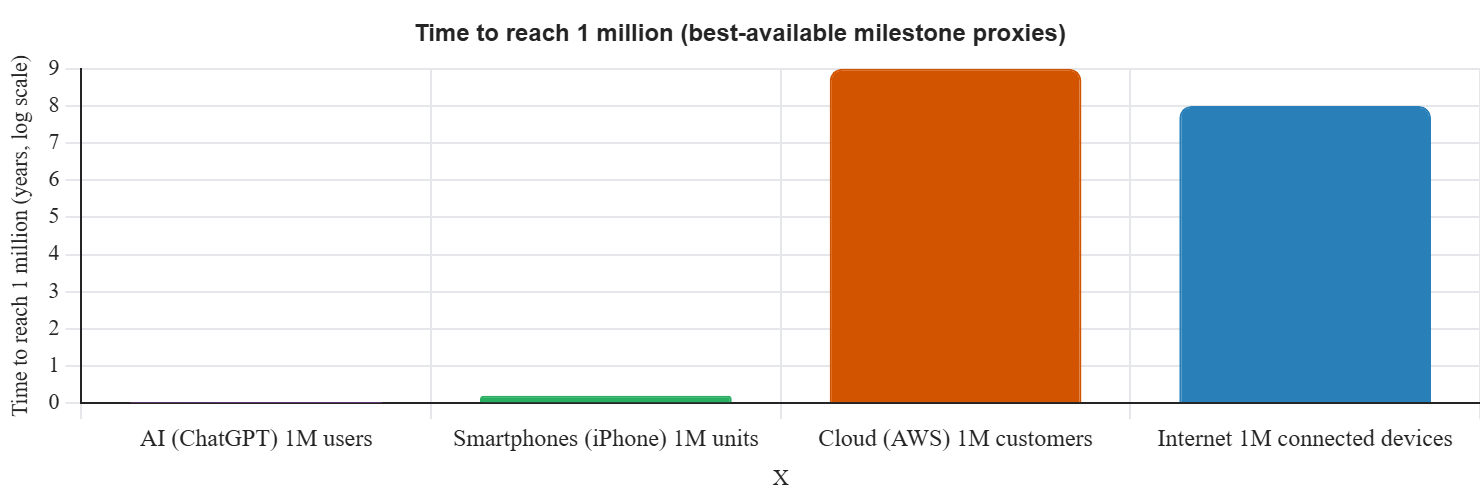 Time to reach 1 million (best-available milestone proxies)
Time to reach 1 million (years, log scale)
9
8
7
6
5
4
3
2
1
0
AI (ChatGPT) 1M users
Smartphones (iPhone) 1M units
Cloud (AWS) 1M customers
Internet 1M connected devices
X